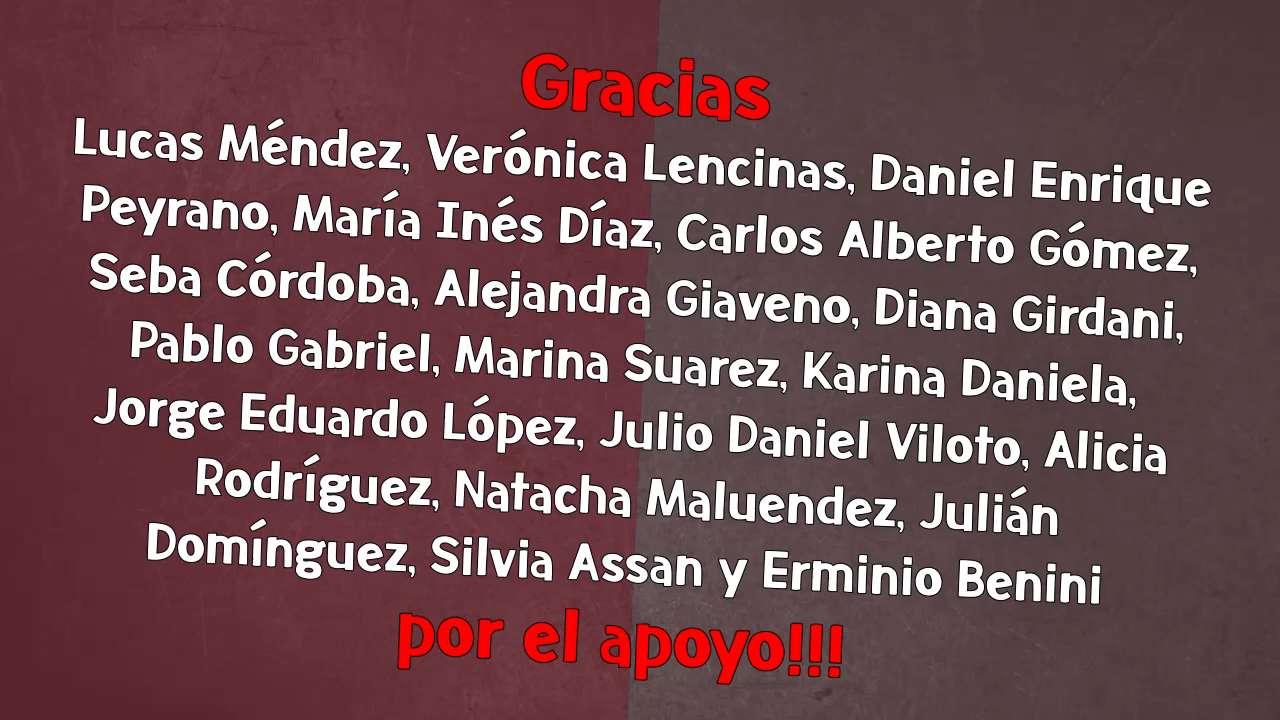 Gracias
Lucas Méndez, Verónica Lencinas, Daniel Enrique
Peyrano, María Inés Díaz, Carlos Alberto Gómez,
Seba Córdoba, Alejandra Giaveno, Diana Girdani,
Pablo Gabriel, Marina Suarez, Karina Daniela,
Jorge Eduardo López, Julio Daniel Viloto, Alicia
Rodríguez, Natacha Maluendez, Julián
Domínguez, Silvia Assan y Erminio Benini
por el apoyo!!!